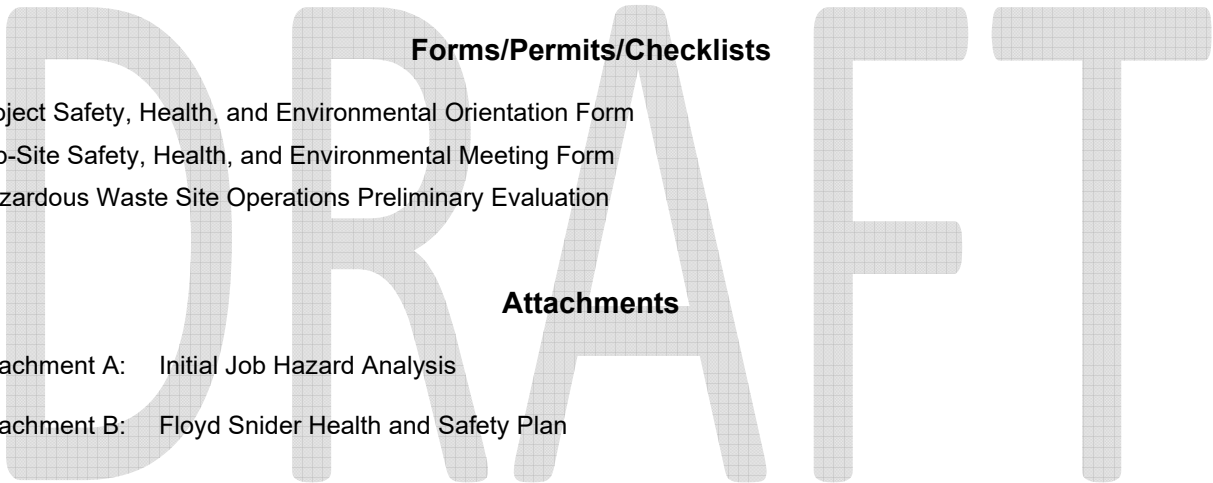 Forms/Permits/Checklists
oject Safety, Health, and Environmental Orientation Form
o-Site Safety, Health, and Environmental Meeting Form
zardous Waste Site Operations Preliminary Evaluation
DRAFT
Attachments
achment A: Initial Job Hazard Analysis
achment B: Floyd Snider Health and Safety Plan